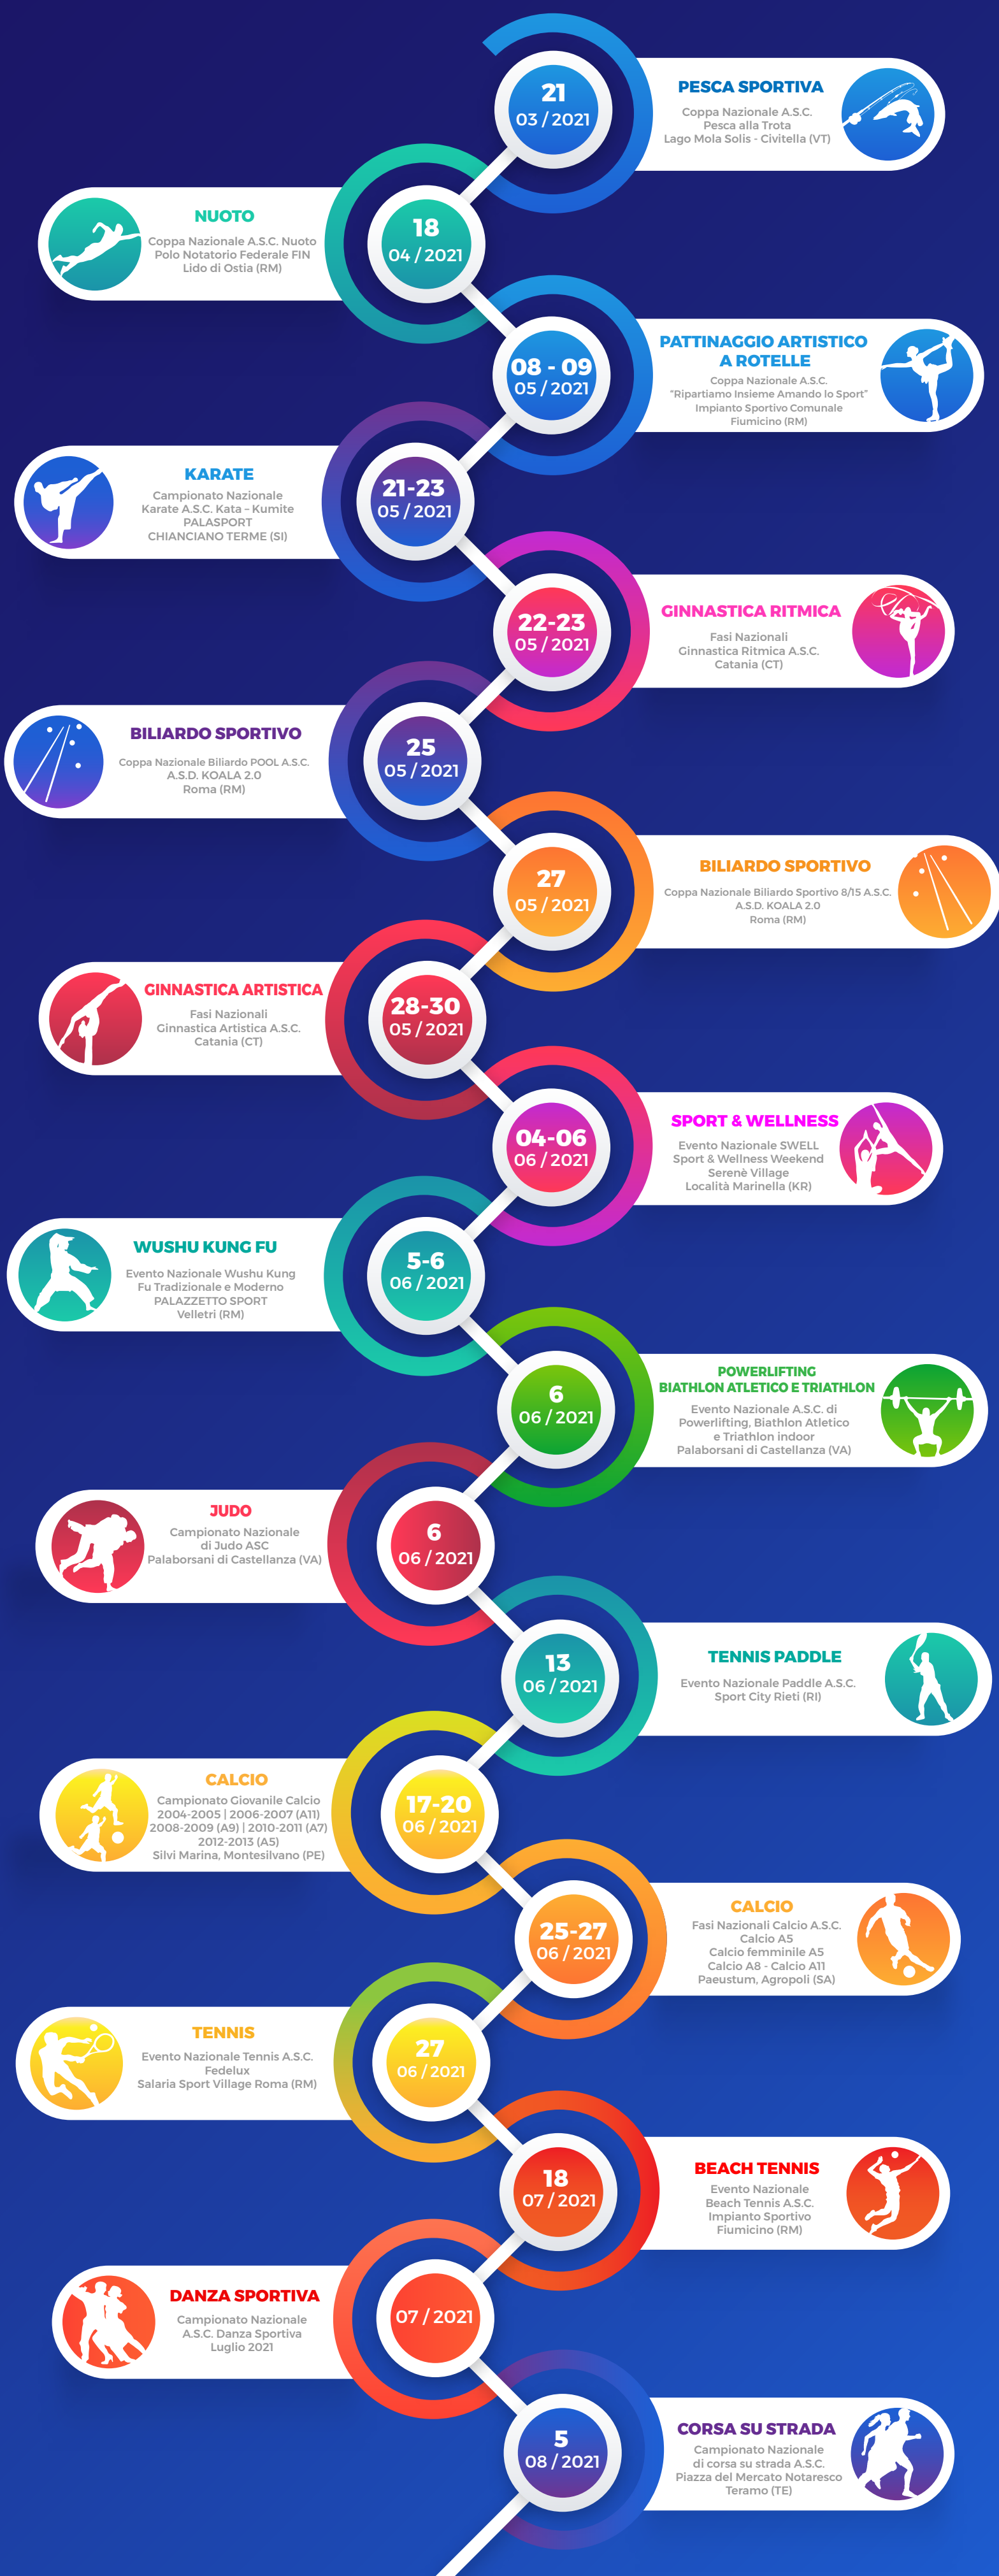 21
03 / 2021
PESCA SPORTIVA
Coppa Nazionale A.S.C.
Pesca alla Trota
Lago Mola Solis - Civitella (VT)
NUOTO
Coppa Nazionale A.S.C. Nuoto
Polo Notatorio Federale FIN
Lido di Ostia (RM)
18
04 / 2021
08 - 09
05 / 2021
PATTINAGGIO ARTISTICO
A ROTELLE
Coppa Nazionale A.S.C.
"Ripartiamo Insieme Amando lo Sport"
Impianto Sportivo Comunale
Fiumicino (RM)
KARATE
Campionato Nazionale
Karate A.S.C. Kata – Kumite
PALASPORT
CHIANCIANO TERME (SI)
21-23
05 / 2021
22-23
05 / 2021
GINNASTICA RITMICA
Fasi Nazionali
Ginnastica Ritmica A.S.C.
Catania (CT)
BILIARDO SPORTIVO
Coppa Nazionale Biliardo POOL A.S.C.
A.S.D. KOALA 2.0
Roma (RM)
25
05 / 2021
27
05 / 2021
BILIARDO SPORTIVO
Coppa Nazionale Biliardo Sportivo 8/15 A.S.C.
A.S.D. KOALA 2.0
Roma (RM)
GINNASTICA ARTISTICA
Fasi Nazionali
Ginnastica Artistica A.S.C.
Catania (CT)
28-30
05 / 2021
04-06
06 / 2021
SPORT & WELLNESS
Evento Nazionale SWELL
Sport & Wellness Weekend
Serenè Village
Località Marinella (KR)
WUSHU KUNG FU
Evento Nazionale Wushu Kung
Fu Tradizionale e Moderno
PALAZZETTO SPORT
Velletri (RM)
5-6
06 / 2021
6
06 / 2021
POWERLIFTING
BIATHLON ATLETICO E TRIATHLON
Evento Nazionale A.S.C. di
Powerlifting, Biathlon Atletico
e Triathlon indoor
Palaborsani di Castellanza (VA)
JUDO
Campionato Nazionale
di Judo ASC
Palaborsani di Castellanza (VA)
6
06 / 2021
13
06 / 2021
TENNIS PADDLE
Evento Nazionale Paddle A.S.C.
Sport City Rieti (RI)
CALCIO
Campionato Giovanile Calcio
2004-2005 | 2006-2007 (A11)
2008-2009 (A9) | 2010-2011 (A7)
2012-2013 (A5)
Silvi Marina, Montesilvano (PE)
17-20
06 / 2021
25-27
06 / 2021
CALCIO
Fasi Nazionali Calcio A.S.C.
Calcio A5
Calcio femminile A5
Calcio A8 - Calcio A11
Paeustum, Agropoli (SA)
TENNIS
Evento Nazionale Tennis A.S.C.
Fedelux
Salaria Sport Village Roma (RM)
27
06 / 2021
18
07 / 2021
BEACH TENNIS
Evento Nazionale
Beach Tennis A.S.C.
Impianto Sportivo
Fiumicino (RM)
DANZA SPORTIVA
Campionato Nazionale
A.S.C. Danza Sportiva
Luglio 2021
07 / 2021
5
08 / 2021
CORSA SU STRADA
Campionato Nazionale
di corsa su strada A.S.C.
Piazza del Mercato Notaresco
Teramo (TE)